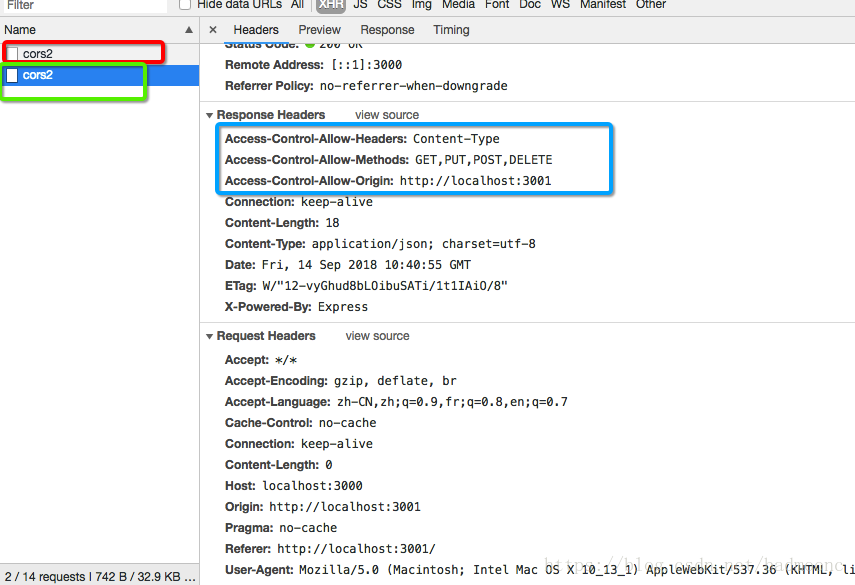 Filter
Hide data URLs All XHR JS CSS Img Media Font Doc WS Manifest Other
Name
× Headers Preview Response Timing
cors2
cors2
Status Code: 200 OK
Remote Address: [::1]:3000
Referrer Policy: no-referrer-when-downgrade
Response Headers view source
Access-Control-Allow-Headers: Content-Type
Access-Control-Allow-Methods: GET,PUT,POST,DELETE
Access-Control-Allow-Origin: http://localhost:3001
Connection: keep-alive
Content-Length: 18
Content-Type: application/json; charset=utf-8
Date: Fri, 14 Sep 2018 10:40:55 GMT
ETag: W/"12-vyGhud8bLOibuSATi/1t1IAiO/8"
X-Powered-By: Express
Request Headers view source
Accept: */*
Accept-Encoding: gzip, deflate, br
Accept-Language: zh-CN,zh;q=0.9,fr;q=0.8,en;q=0.7
Cache-Control: no-cache
Connection: keep-alive
Content-Length: 0
Host: localhost:3000
Origin: http://localhost:3001
Pragma: no-cache
Referer: http://localhost:3001/
User-Agent: Mozilla/5.0 (Macintosh; Intel Mac OS X 10_13_1) AppleWebKit/537.36 (KHTML, li
2 / 14 requests | 742 B / 32.9 KB ...